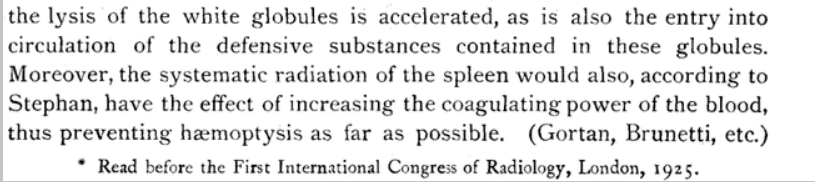 the lysis of the white globules is accelerated, as is also the entry into
circulation of the defensive substances contained in these globules.
Moreover, the systematic radiation of the spleen would also, according to
Stephan, have the effect of increasing the coagulating power of the blood,
thus preventing hæmoptysis as far as possible. (Gortan, Brunetti, etc.)
* Read before the First International Congress of Radiology, London, 1925.